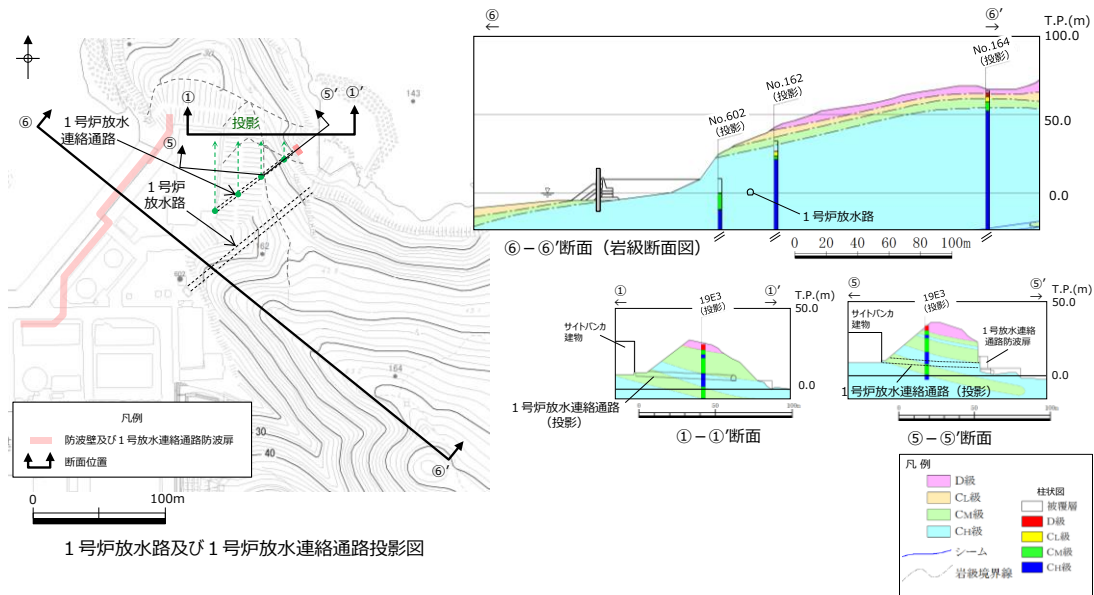 ⑥
⑥′
T.P.(m)
100.0
50.0
0.0
No.602
(投影)
No.162
(投影)
No.164
(投影)
1号炉放水路
⑥−⑥′断面（岩級断面図）
0 20 40 60 80 100m
30
143
①
①′
⑤′
⑤
⑥
1号炉放水
連絡通路
投影
1号炉
放水路
62
602
164
30
40
⑥′
凡例
防波壁及び1号放水連絡通路防波扉
断面位置
0 100m
1号炉放水路及び1号炉放水連絡通路投影図
①
①′
T.P.(m)
50.0
0.0
19E3
(投影)
サイトバンカ
建物
1号炉放水連絡通路
(投影)
0 50 100m
①−①′断面
⑤
⑤′
T.P.(m)
50.0
0.0
19E3
(投影)
サイトバンカ
建物
1号放水連絡
通路防波扉
1号炉放水連絡通路（投影）
0 50 100m
⑤−⑤′断面
凡 例
D級
CL級
CM級
CH級
シーム
岩級境界線
柱状図
被覆層
D級
CL級
CM級
CH級